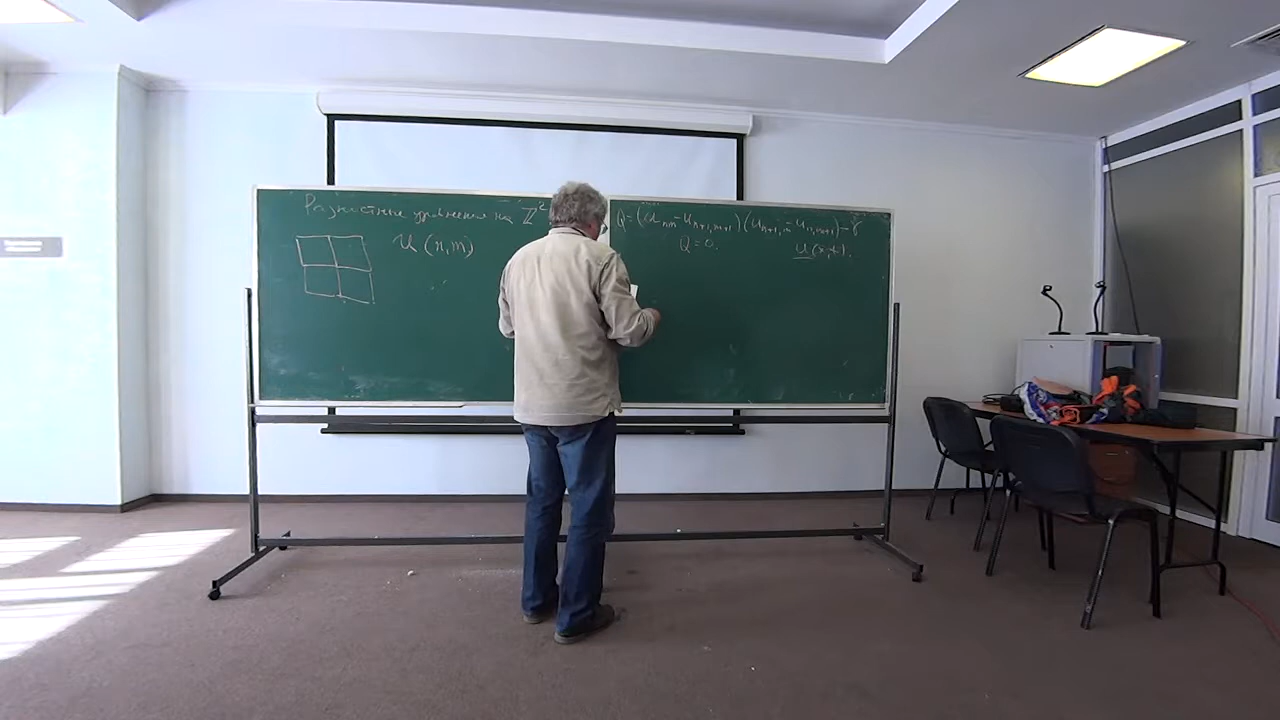 Разностные уравнения на ℤ²
u(n,m)
Q = (u_{n,m} - u_{n+1,m+1})(u_{n+1,m} - u_{n,m+1}) - γ
Q = 0.
u(x,t).